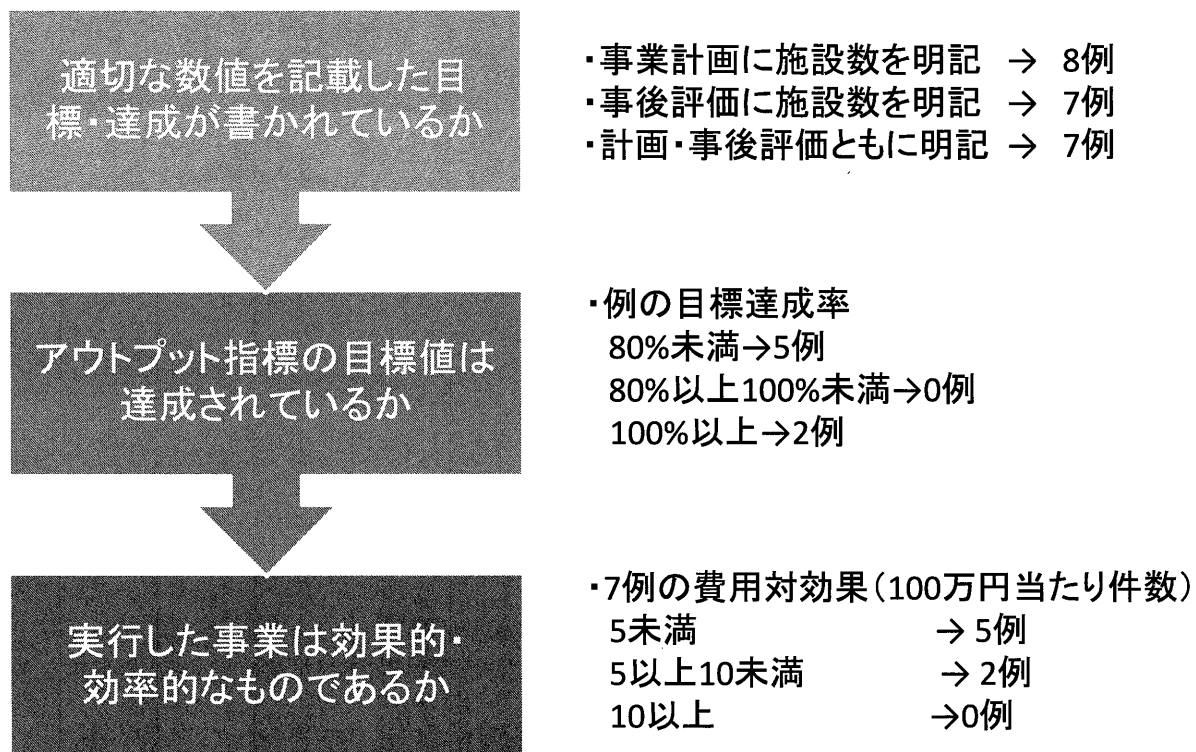 適切な数値を記載した目
標・達成が書かれているか
・事業計画に施設数を明記 → 8例
・事後評価に施設数を明記 → 7例
・計画・事後評価ともに明記 → 7例
アウトプット指標の目標値は
達成されているか
・例の目標達成率
80%未満→5例
80%以上100%未満→0例
100%以上→2例
実行した事業は効果的・
効率的なものであるか
・7例の費用対効果(100万円当たり件数)
5未満 → 5例
5以上10未満 → 2例
10以上 →0例